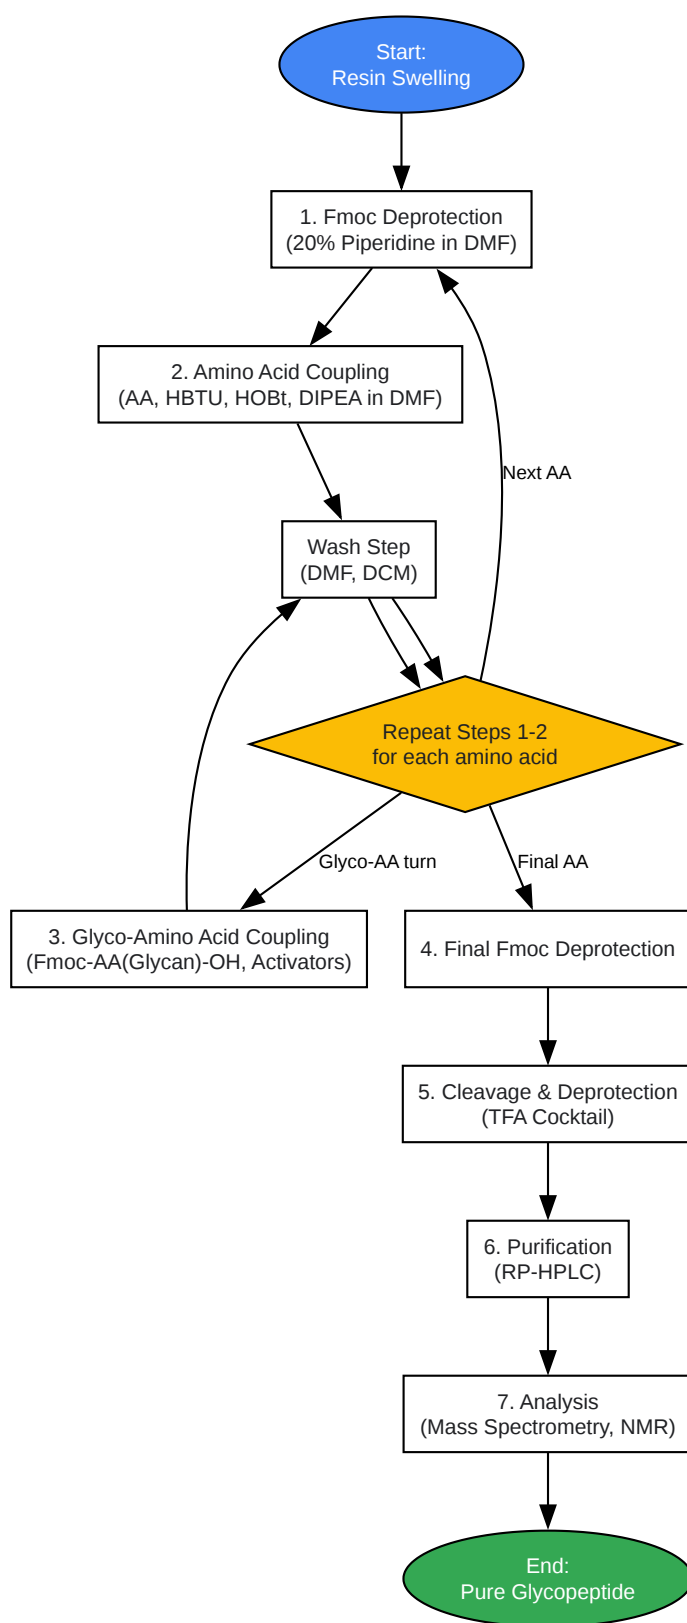 Start:
Resin Swelling
1. Fmoc Deprotection
(20% Piperidine in DMF)
2. Amino Acid Coupling
(AA, HBTU, HOBt, DIPEA in DMF)
Next AA
Wash Step
(DMF, DCM)
Repeat Steps 1-2
for each amino acid
Glyco-AA turn
Final AA
3. Glyco-Amino Acid Coupling
(Fmoc-AA(Glycan)-OH, Activators)
4. Final Fmoc Deprotection
5. Cleavage & Deprotection
(TFA Cocktail)
6. Purification
(RP-HPLC)
7. Analysis
(Mass Spectrometry, NMR)
End:
Pure Glycopeptide